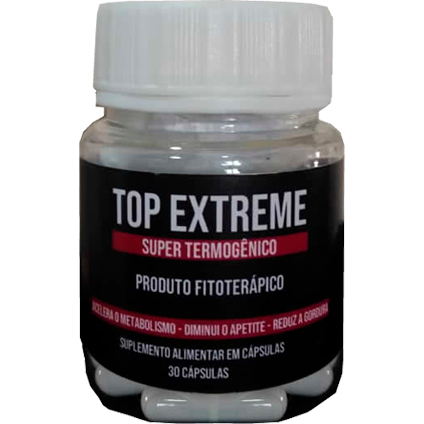 TOP EXTREME
SUPER TERMOGÊNICO
PRODUTO FITOTERÁPICO
ACELERA O METABOLISMO - DIMINUI O APETITE - REDUZ A GORDURA
SUPLEMENTO ALIMENTAR EM CÁPSULAS
30 CÁPSULAS